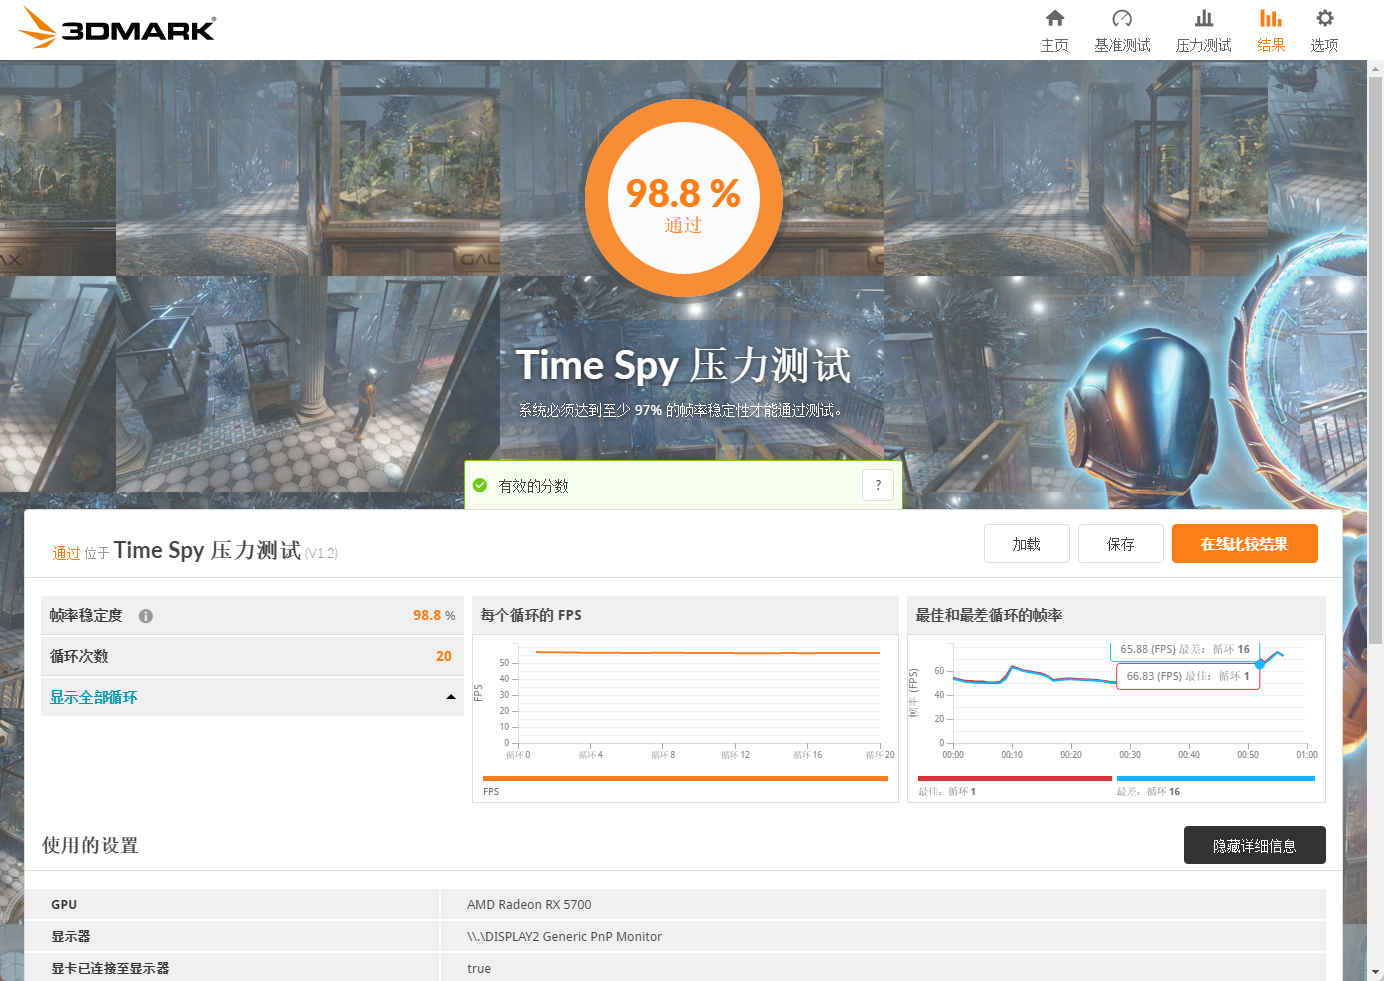 3DMARK®
主页
基准测试
压力测试
结果
选项
98.8 %
通过
Time Spy 压力测试
系统必须达到至少 97% 的帧率稳定性才能通过测试。
有效的分数
?
通过 位于 Time Spy 压力测试 (V1.2)
加载
保存
在线比较结果
帧率稳定度
98.8 %
循环次数
20
显示全部循环
每个循环的 FPS
FPS
50
40
30
20
10
0
循环 0
循环 4
循环 8
循环 12
循环 16
循环 20
FPS
最佳和最差循环的帧率
帧率 (FPS)
60
40
20
0
65.88 (FPS) 最差：循环 16
66.83 (FPS) 最佳：循环 1
00:00
00:10
00:20
00:30
00:40
00:50
01:00
最佳：循环 1
最差：循环 16
使用的设置
隐藏详细信息
GPU
AMD Radeon RX 5700
显示器
\\.\DISPLAY2 Generic PnP Monitor
显卡已连接至显示器
true